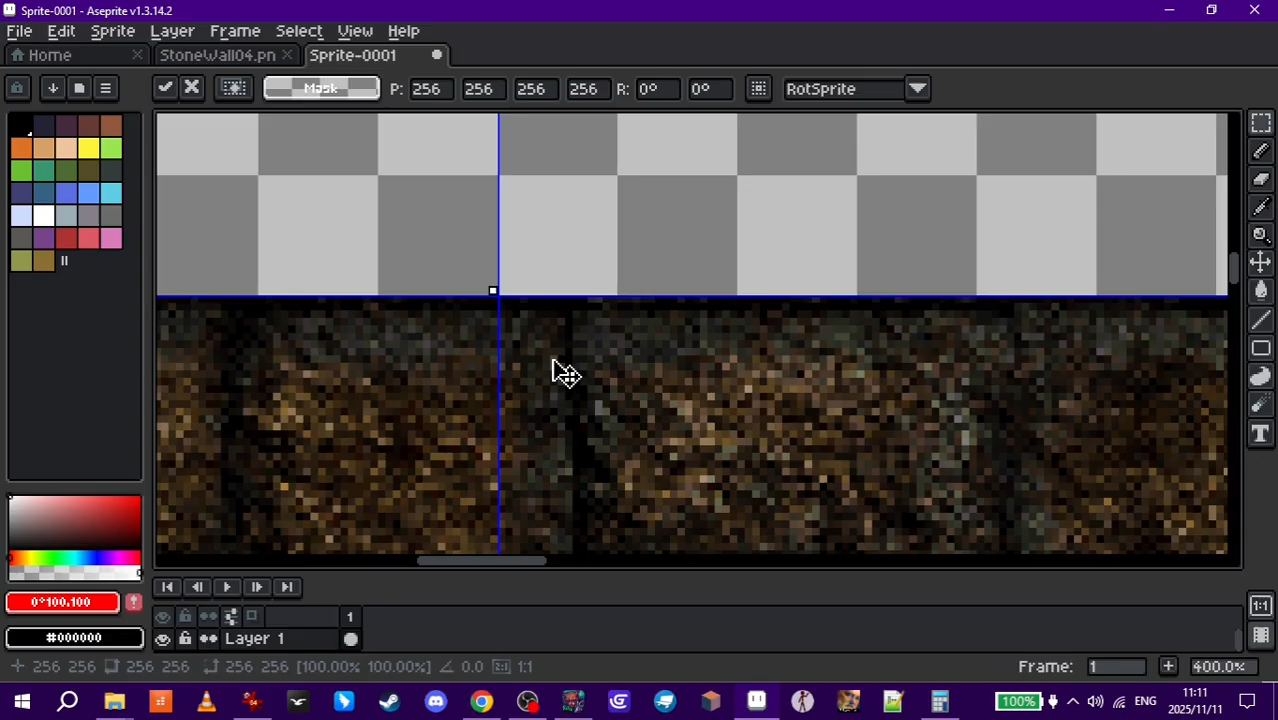 Sprite-0001 - Aseprite v1.3.14.2
File Edit Sprite Layer Frame Select View Help
Home StoneWall04.pn Sprite-0001
Mask P: 256 256 256 256 R: 0° 0° RotSprite
0°100,100
#000000
1
Layer 1
256 256 256 256 256 256 [100.00% 100.00%] 0.0 1:1 Frame: 1 400.0%
1:1
100% ENG 11:11
2025/11/11